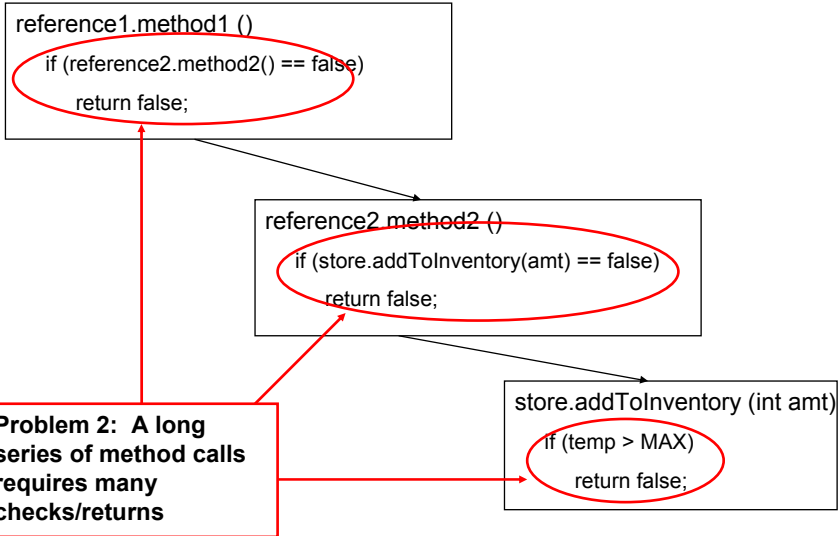 reference1.method1 ()
if (reference2.method2() == false)
return false;
reference2.method2 ()
if (store.addToInventory(amt) == false)
return false;
store.addToInventory (int amt)
if (temp > MAX)
return false;
Problem 2: A long
series of method calls
requires many
checks/returns